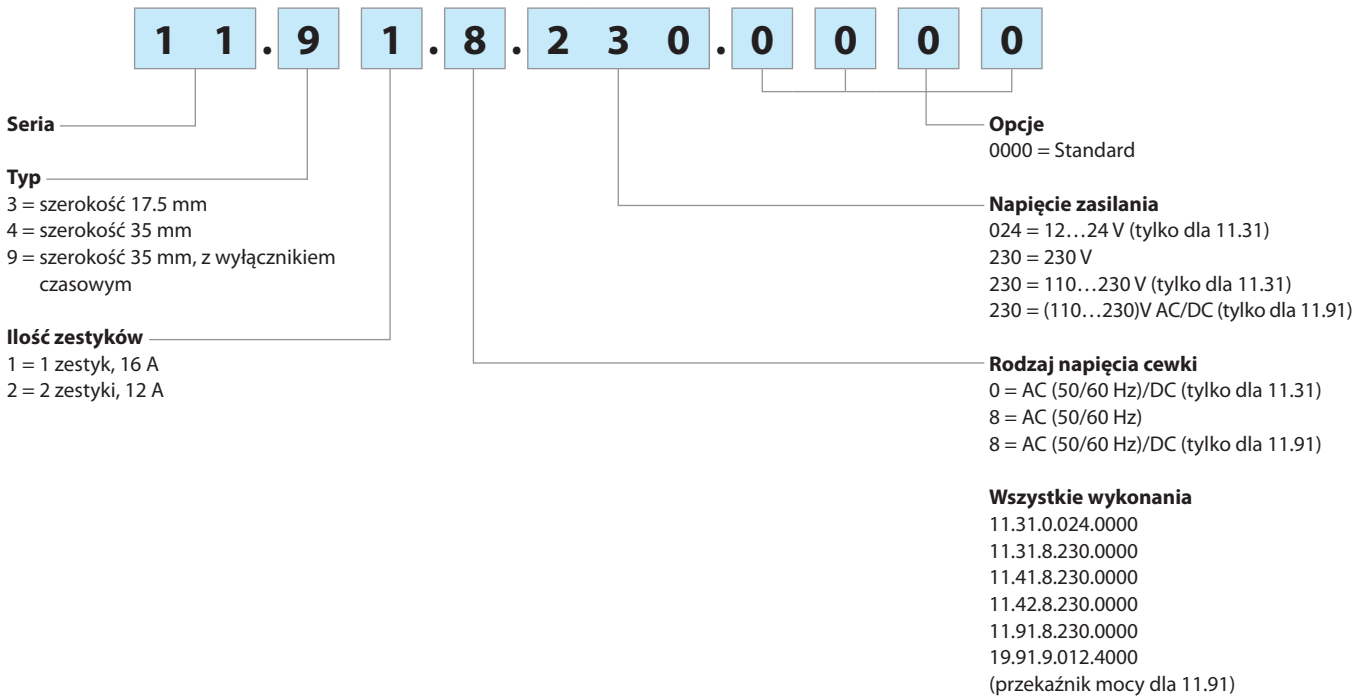 1 1 . 9 1 . 8 . 2 3 0 . 0 0 0 0
Seria
Typ
3 = szerokość 17.5 mm
4 = szerokość 35 mm
9 = szerokość 35 mm, z wyłącznikiem
czasowym
Ilość zestyków
1 = 1 zestyk, 16 A
2 = 2 zestyki, 12 A
Opcje
0000 = Standard
Napięcie zasilania
024 = 12…24 V (tylko dla 11.31)
230 = 230 V
230 = 110…230 V (tylko dla 11.31)
230 = (110…230)V AC/DC (tylko dla 11.91)
Rodzaj napięcia cewki
0 = AC (50/60 Hz)/DC (tylko dla 11.31)
8 = AC (50/60 Hz)
8 = AC (50/60 Hz)/DC (tylko dla 11.91)
Wszystkie wykonania
11.31.0.024.0000
11.31.8.230.0000
11.41.8.230.0000
11.42.8.230.0000
11.91.8.230.0000
19.91.9.012.4000
(przekaźnik mocy dla 11.91)